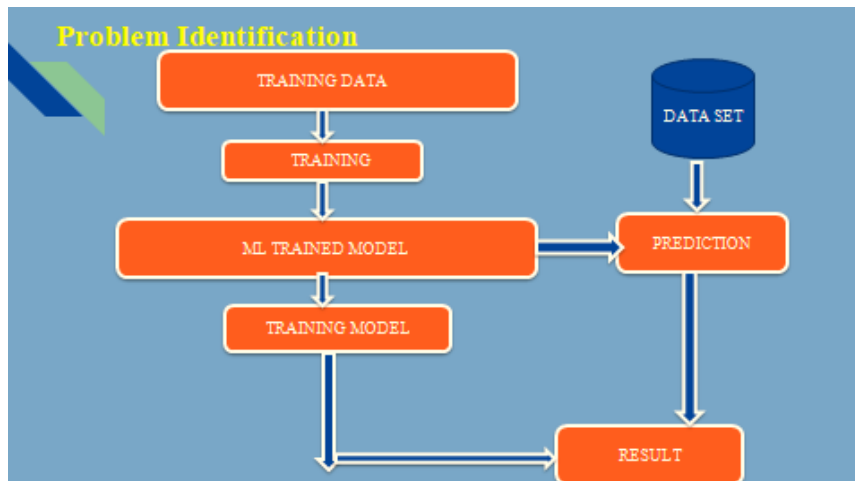 Problem Identification
TRAINING DATA
DATA SET
TRAINING
ML TRAINED MODEL
PREDICTION
TRAINING MODEL
RESULT